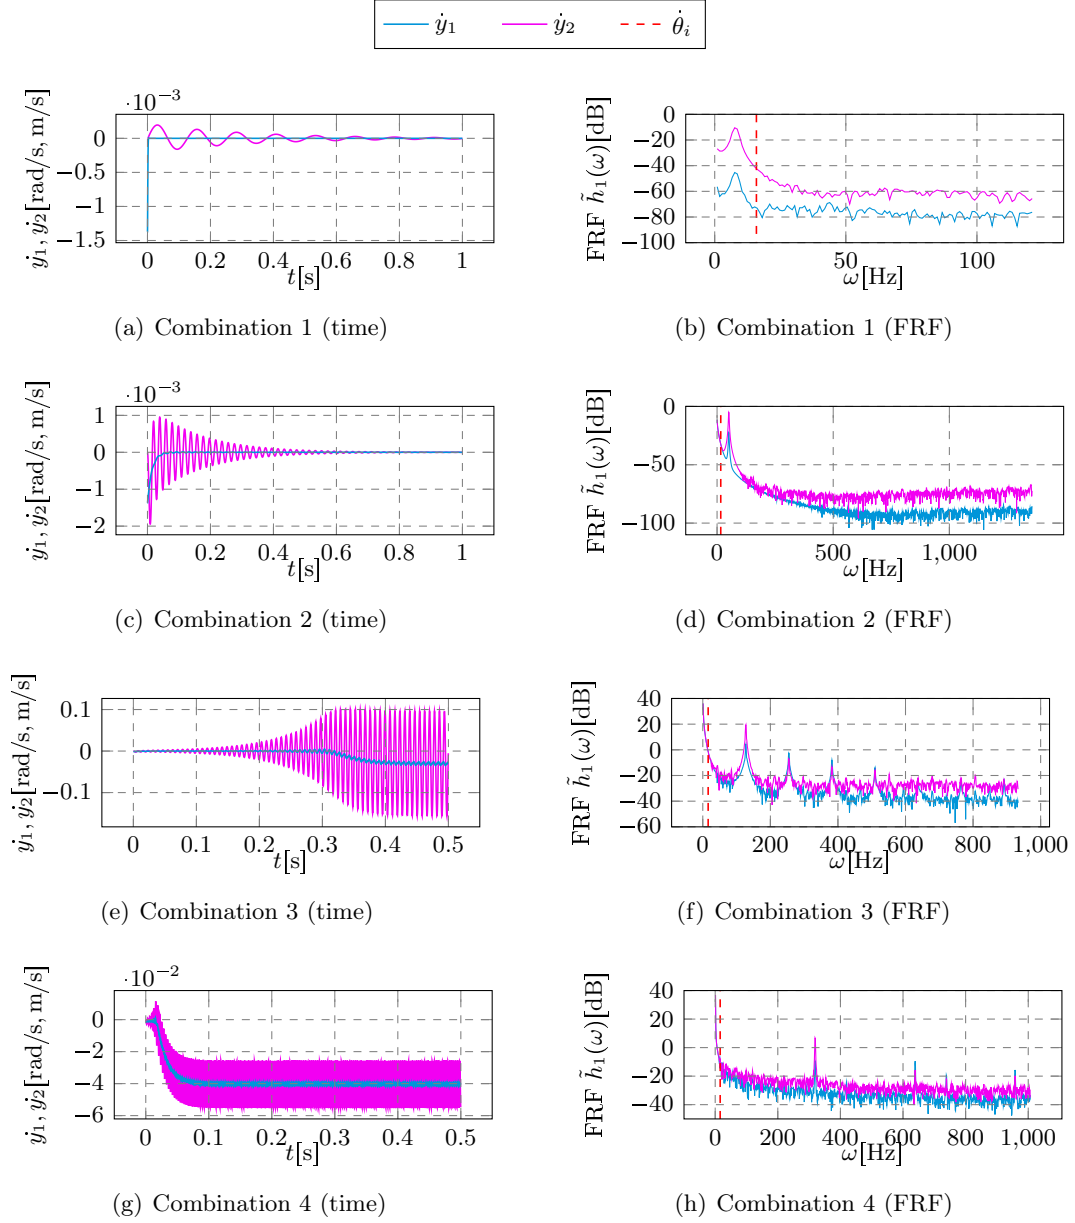 ẏ₁ ẏ₂ θ̇ᵢ
·10⁻³
ẏ₁, ẏ₂[rad/s, m/s]
0
−0.5
−1
−1.5
0 0.2 0.4 0.6 0.8 1
t[s]
(a) Combination 1 (time)
FRF h̃₁(ω)[dB]
0
−20
−40
−60
−80
−100
0 50 100
ω[Hz]
(b) Combination 1 (FRF)
·10⁻³
ẏ₁, ẏ₂[rad/s, m/s]
1
0
−1
−2
0 0.2 0.4 0.6 0.8 1
t[s]
(c) Combination 2 (time)
FRF h̃₁(ω)[dB]
0
−50
−100
0 500 1,000
ω[Hz]
(d) Combination 2 (FRF)
ẏ₁, ẏ₂[rad/s, m/s]
0.1
0
−0.1
0 0.1 0.2 0.3 0.4 0.5
t[s]
(e) Combination 3 (time)
FRF h̃₁(ω)[dB]
40
20
0
−20
−40
−60
0 200 400 600 800 1,000
ω[Hz]
(f) Combination 3 (FRF)
·10⁻²
ẏ₁, ẏ₂[rad/s, m/s]
0
−2
−4
−6
0 0.1 0.2 0.3 0.4 0.5
t[s]
(g) Combination 4 (time)
FRF h̃₁(ω)[dB]
40
20
0
−20
−40
0 200 400 600 800 1,000
ω[Hz]
(h) Combination 4 (FRF)